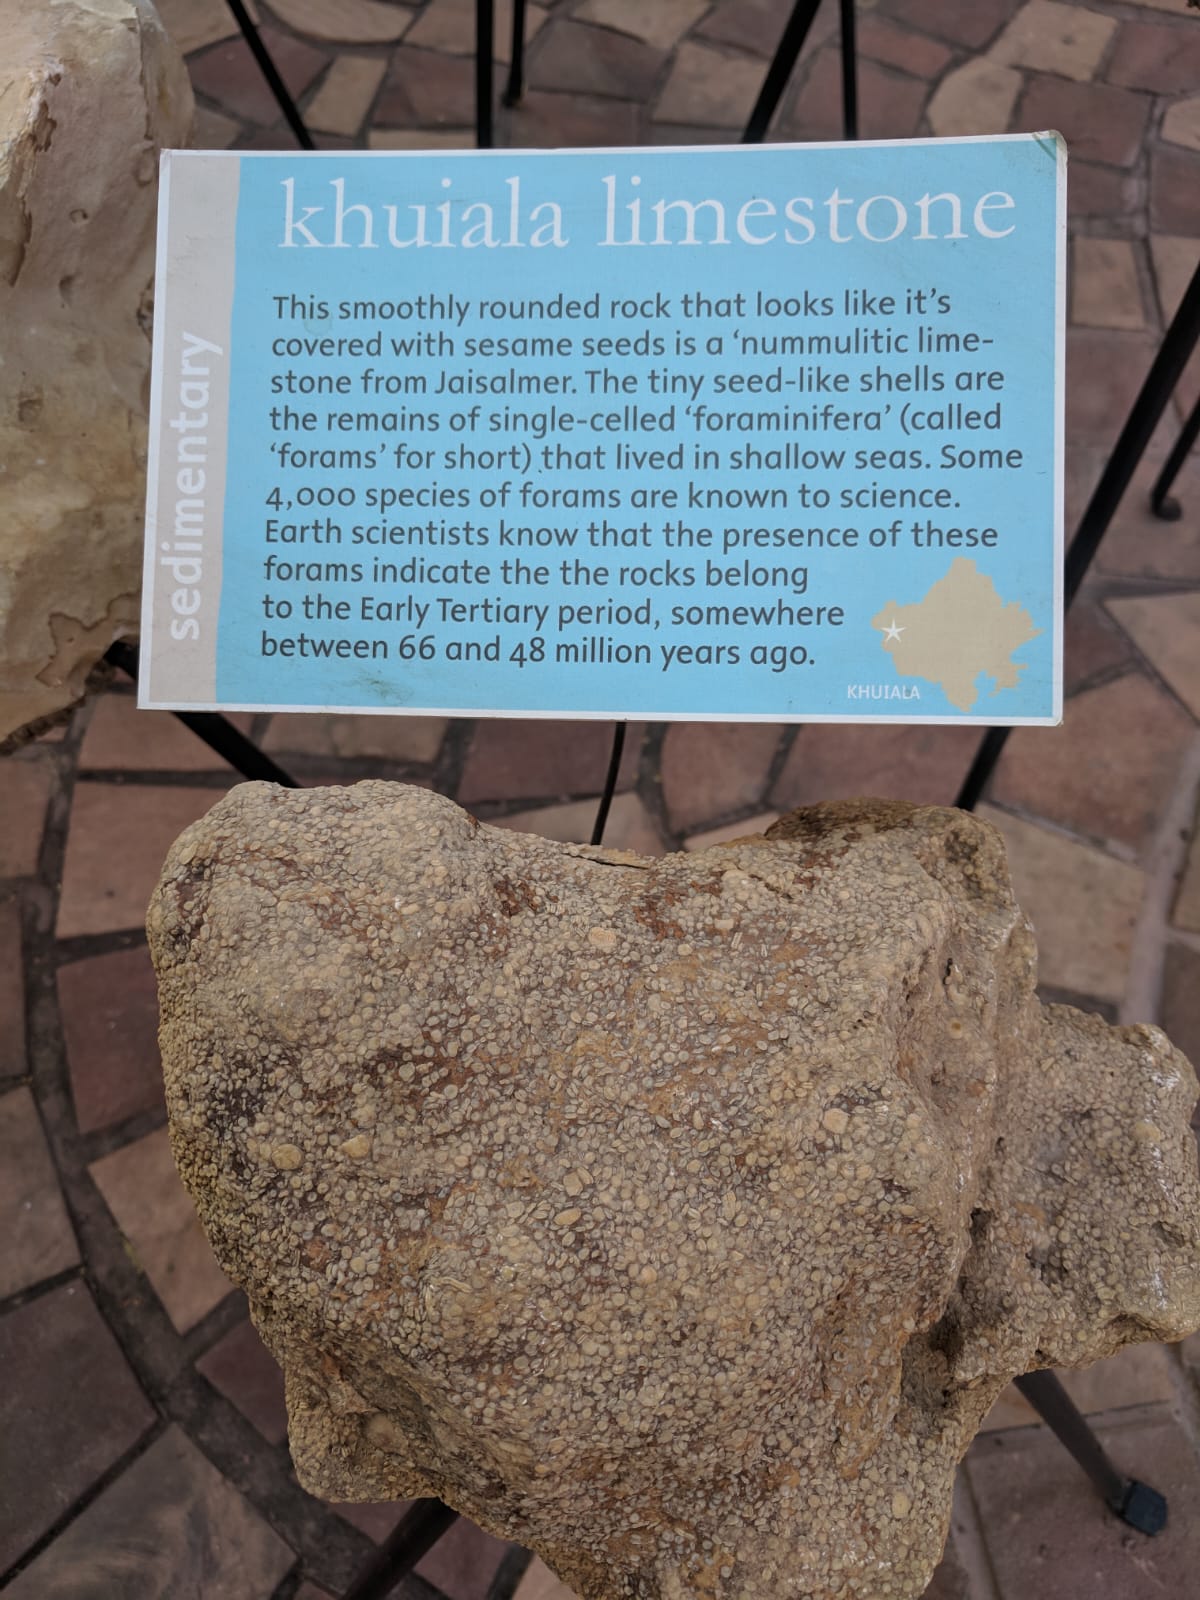 khuiala limestone
This smoothly rounded rock that looks like it’s
covered with sesame seeds is a ‘nummulitic lime-
stone from Jaisalmer. The tiny seed-like shells are
the remains of single-celled ‘foraminifera’ (called
‘forams’ for short) that lived in shallow seas. Some
4,000 species of forams are known to science.
Earth scientists know that the presence of these
forams indicate the the rocks belong
to the Early Tertiary period, somewhere
between 66 and 48 million years ago.
KHUIALA
sedimentary